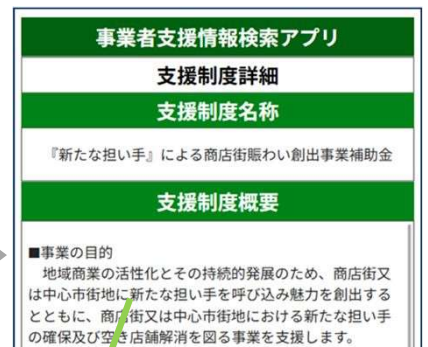 事業者支援情報検索アプリ
支援制度詳細
支援制度名称
『新たな担い手』による商店街賑わい創出事業補助金
支援制度概要
■事業の目的
地域商業の活性化とその持続的発展のため、商店街又
は中心市街地に新たな担い手を呼び込み魅力を創出する
とともに、商店街又は中心市街地における新たな担い手
の確保及び空き店舗解消を図る事業を支援します。